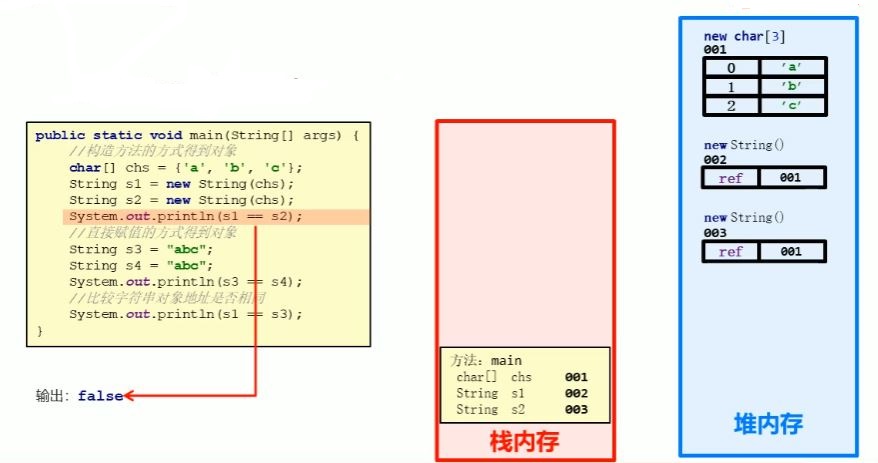 public static void main(String[] args) {
//构造方法的方式得到对象
char[] chs = {'a', 'b', 'c'};
String s1 = new String(chs);
String s2 = new String(chs);
System.out.println(s1 == s2);
//直接赋值的方式得到对象
String s3 = "abc";
String s4 = "abc";
System.out.println(s3 == s4);
//比较字符串对象地址是否相同
System.out.println(s1 == s3);
}
输出: false
方法: main
char[] chs 001
String s1 002
String s2 003
栈内存
new char[3]
001
0 'a'
1 'b'
2 'c'
new String()
002
ref 001
new String()
003
ref 001
堆内存